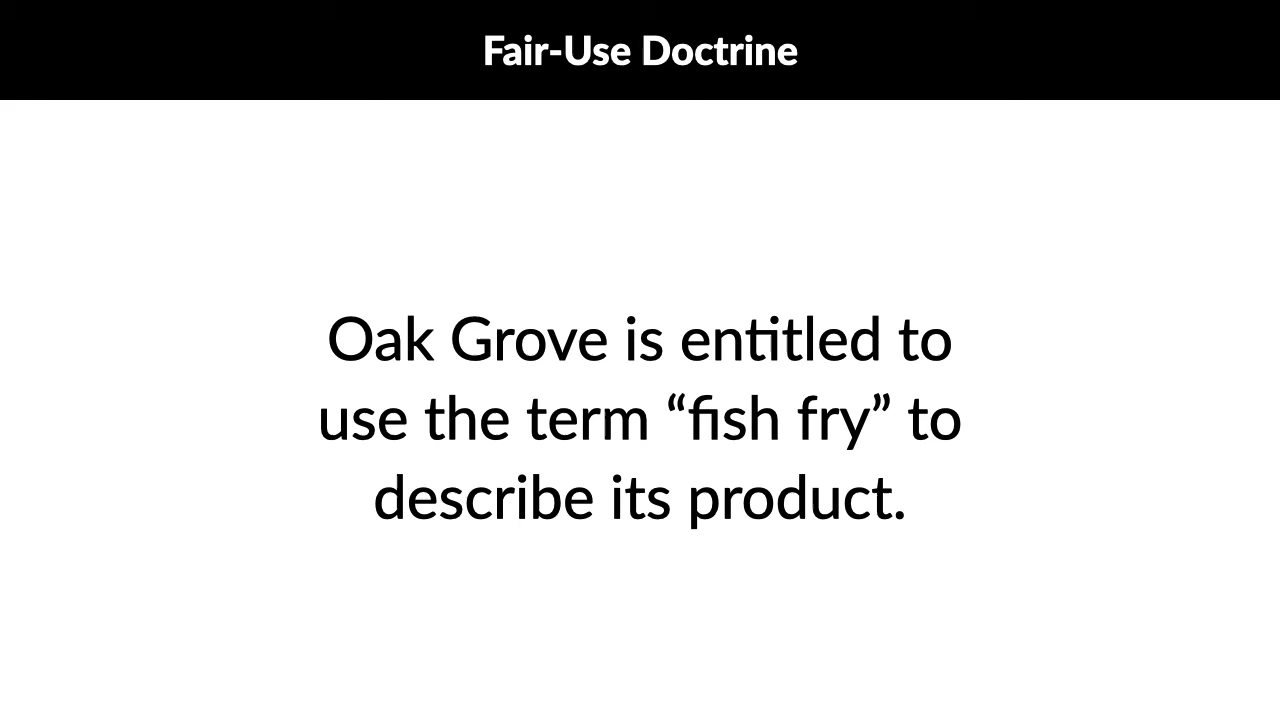 Fair-Use Doctrine
Oak Grove is entitled to
use the term “fish fry” to
describe its product.